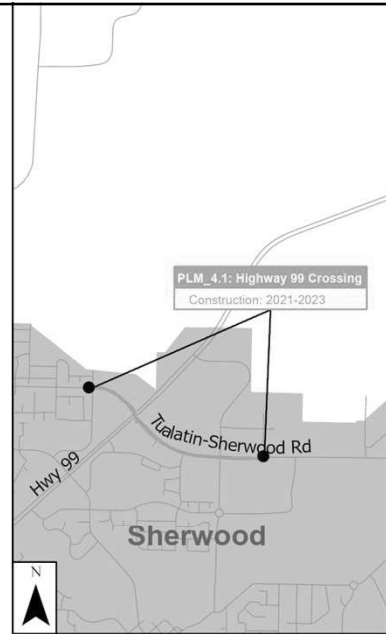 PLM_4.1: Highway 99 Crossing
Construction: 2021-2023
Tualatin-Sherwood Rd
Hwy 99
Sherwood
N